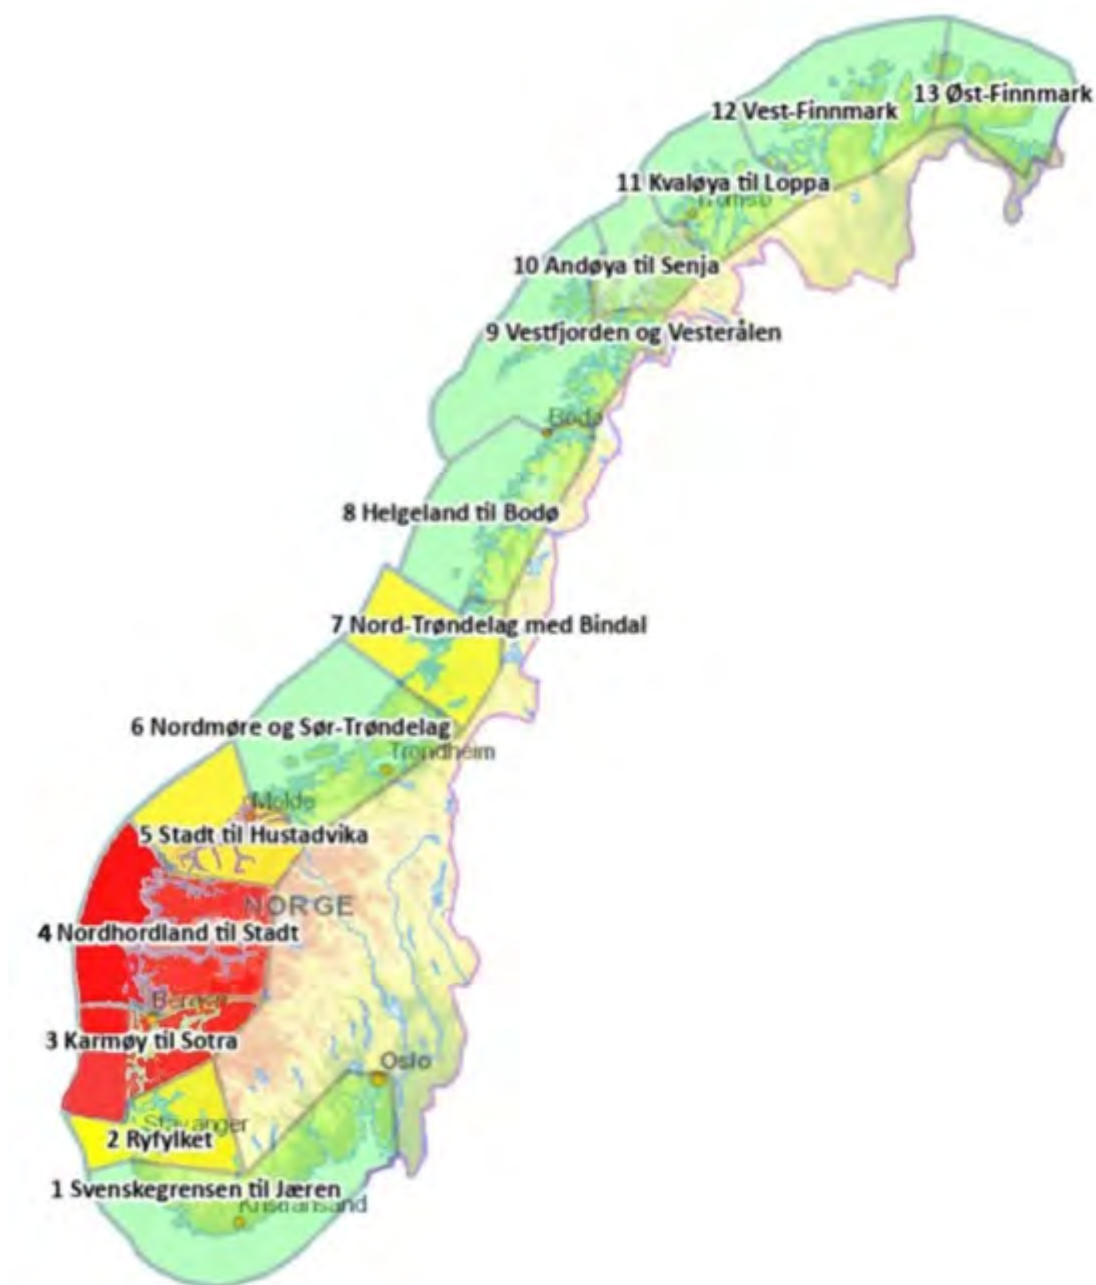 13 Øst-Finnmark
12 Vest-Finnmark
11 Kvaløya til Loppa
Tromsø
10 Andøya til Senja
9 Vestfjorden og Vesterålen
Bodø
8 Helgeland til Bodø
7 Nord-Trøndelag med Bindal
6 Nordmøre og Sør-Trøndelag
Trondheim
Molde
5 Stadt til Hustadvika
NORGE
4 Nordhordland til Stadt
Bergen
3 Karmøy til Sotra
Oslo
Stavanger
2 Ryfylket
1 Svenskegrensen til Jæren
Kristiansand